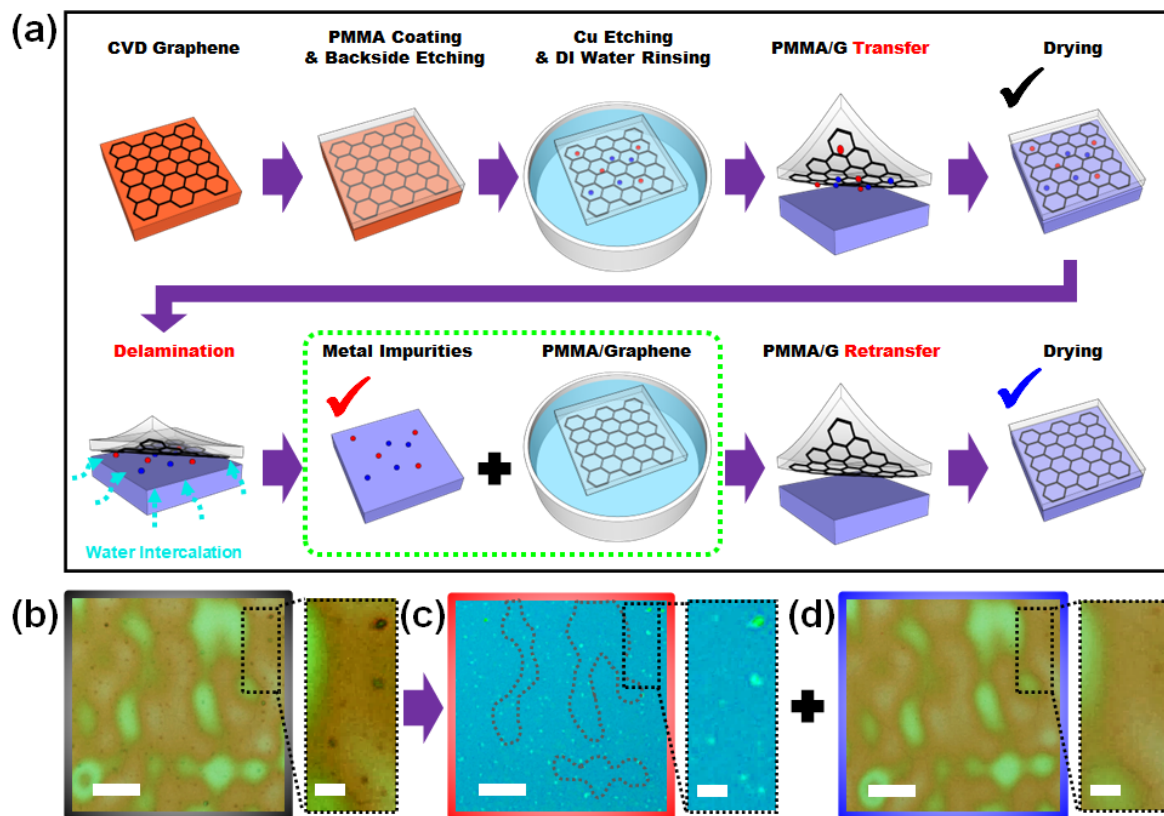 (a)
CVD Graphene
PMMA Coating
& Backside Etching
Cu Etching
& DI Water Rinsing
PMMA/G Transfer
Drying
Delamination
Metal Impurities
PMMA/Graphene
PMMA/G Retransfer
Drying
Water Intercalation
(b)
(c)
(d)